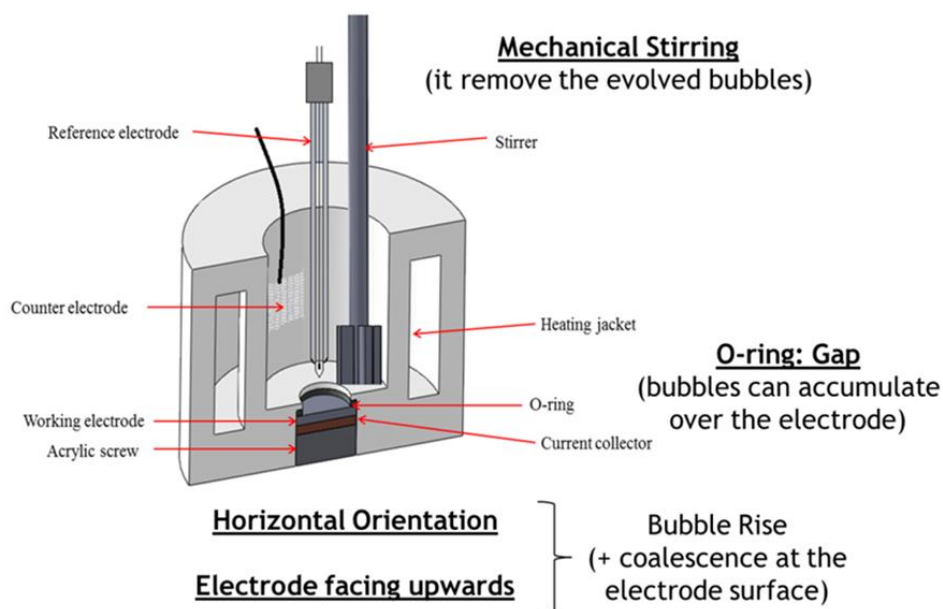 Mechanical Stirring
(it remove the evolved bubbles)
Reference electrode
Stirrer
Counter electrode
Heating jacket
O-ring: Gap
(bubbles can accumulate
over the electrode)
O-ring
Working electrode
Current collector
Acrylic screw
Horizontal Orientation
Electrode facing upwards
Bubble Rise
(+ coalescence at the
electrode surface)